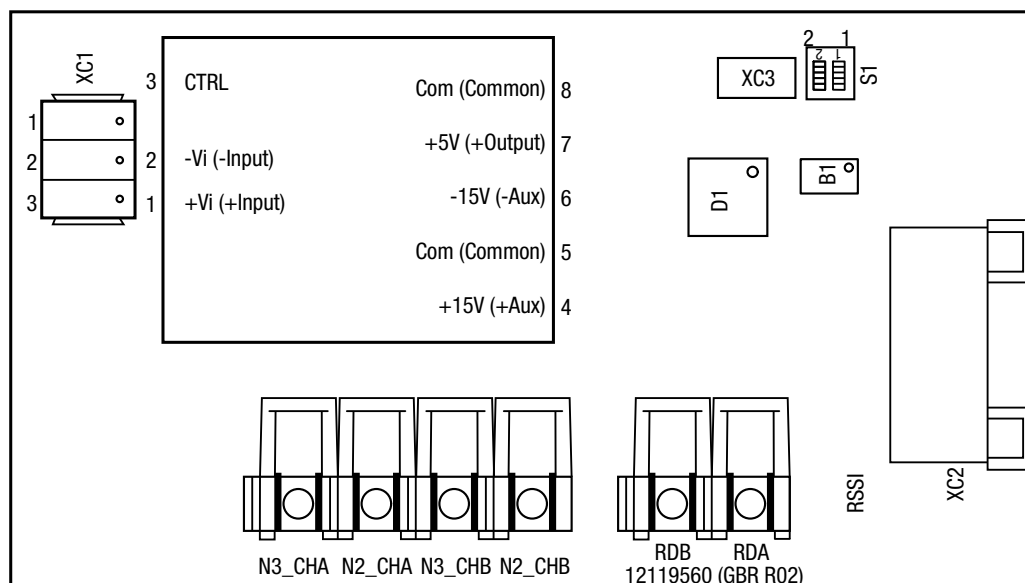 XC1
1
2
3
3 CTRL
2 -Vi (-Input)
1 +Vi (+Input)
Com (Common) 8
+5V (+Output) 7
-15V (-Aux) 6
Com (Common) 5
+15V (+Aux) 4
XC3
2 1
2 1
S1
D1
B1
XC2
RSSI
N3_CHA N2_CHA N3_CHB N2_CHB
RDB RDA
12119560 (GBR R02)